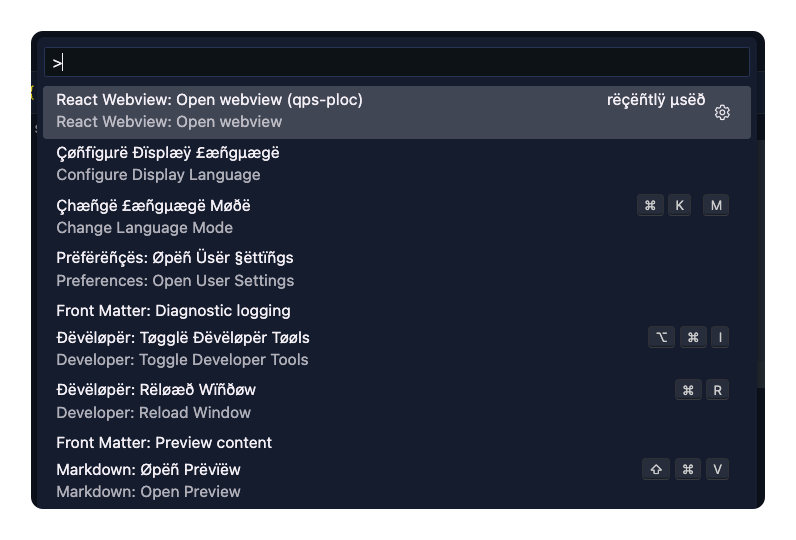 >
React Webview: Open webview (qps-ploc) rëçëñtlÿ µsëð
React Webview: Open webview
Çøñfïgµrë Ðïsplæÿ £æñgµægë
Configure Display Language
Çhæñgë £æñgµægë Møðë ⌘ K M
Change Language Mode
Prëfërëñçës: Øpëñ Üsër §ëttïñgs
Preferences: Open User Settings
Front Matter: Diagnostic logging
Ðëvëløpër: Tøgglë Ðëvëløpër Tøøls ⌥ ⌘ I
Developer: Toggle Developer Tools
Ðëvëløpër: Rëløæð Wïñðøw ⌘ R
Developer: Reload Window
Front Matter: Preview content
Markdown: Øpëñ Prëvïëw ⇧ ⌘ V
Markdown: Open Preview